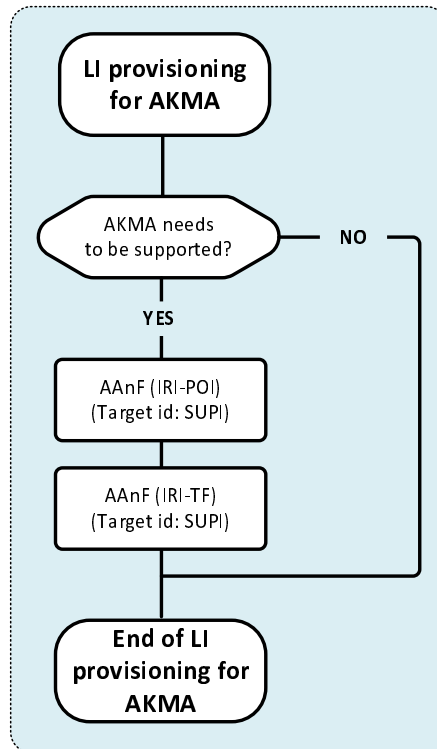 LI provisioning
for AKMA
AKMA needs
to be supported?
NO
YES
AAnF (IRI-POI)
(Target id: SUPI)
AAnF (IRI-TF)
(Target id: SUPI)
End of LI
provisioning for
AKMA